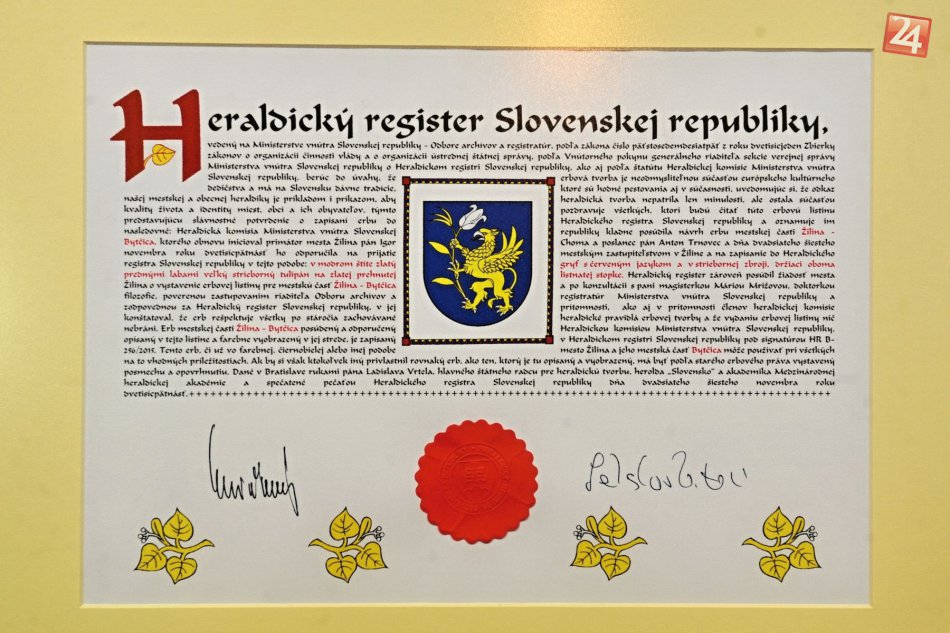 24
Heraldický register Slovenskej republiky,
vedený na Ministerstve vnútra Slovenskej republiky - Odbore archívov a registratúr, podľa zákona číslo päťstosedemdesiatpäť z roku dvetisícjeden Zbierky
zákonov o organizácii činnosti vlády a o organizácii ústrednej štátnej správy, podľa Vnútorného pokynu generálneho riaditeľa sekcie verejnej správy
Ministerstva vnútra Slovenskej republiky o Heraldickom registri Slovenskej republiky, ako aj podľa štatútu Heraldickej komisie Ministerstva vnútra
Slovenskej republiky, berúc do úvahy, že erbová tvorba je neodmysliteľnou súčasťou európskeho kultúrneho
dedičstva a má na Slovensku dávne tradície, ktoré sú hodné pestovania aj v súčasnosti, uvedomujúc si, že odkaz
našej mestskej a obecnej heraldiky je príkladom i príkazom, aby heraldická tvorba nepatrila len minulosti, ale ostala súčasťou
kvality života a identity miest, obcí a ich obyvateľov, týmto pozdravuje všetkých, ktorí budú čítať túto erbovú listinu
predstavujúcu slávnostné potvrdenie o zapísaní erbu do Heraldického registra Slovenskej republiky a oznamuje im
nasledovné: Heraldická komisia Ministerstva vnútra Slovenskej republiky kladne posúdila návrh erbu mestskej časti Žilina -
Bytčica, ktorého obnovu inicioval primátor mesta Žilina pán Igor Choma a poslanec pán Anton Trnovec a dňa dvadsiateho šiesteho
novembra roku dvetisícpätnásť ho odporučila na prijatie mestským zastupiteľstvom v Žiline a na zapísanie do Heraldického
registra Slovenskej republiky v tejto podobe: v modrom štíte zlatý gryf s červeným jazykom a v striebornej zbroji, držiaci oboma
prednými labami veľký strieborný tulipán na zlatej prehnutej listnatej stopke. Heraldický register zároveň posúdil žiadosť mesta
Žilina o vystavenie erbovej listiny pre mestskú časť Žilina - Bytčica a po konzultácii s pani magisterkou Máriou Mrížovou, doktorkou
filozofie, poverenou zastupovaním riaditeľa Odboru archívov a registratúr Ministerstva vnútra Slovenskej republiky a
zodpovednou za Heraldický register Slovenskej republiky, v jej prítomnosti, ako aj v prítomnosti členov heraldickej komisie
konštatoval, že erb rešpektuje všetky po stáročia zachovávané heraldické pravidlá erbovej tvorby a že vydaniu erbovej listiny nič
nebráni. Erb mestskej časti Žilina - Bytčica posúdený a odporučený Heraldickou komisiou Ministerstva vnútra Slovenskej republiky,
opísaný v tejto listine a farebne vyobrazený v jej strede, je zapísaný v Heraldickom registri Slovenskej republiky pod signatúrou HR B-
256/2015. Tento erb, či už vo farebnej, čiernobielej alebo inej podobe mesto Žilina a jeho mestská časť Bytčica môže používať pri všetkých
na to vhodných príležitostiach. Ak by si však ktokoľvek iný privlastnil rovnaký erb, ako ten, ktorý je tu opísaný a vyobrazený, má byť podľa starého erbového práva vystavený
posmechu a opovrhnutiu. Dané v Bratislave rukami pána Ladislava Vrteľa, hlavného štátneho radcu pre heraldickú tvorbu, herolda „Slovensko" a akademika Medzinárodnej
heraldickej akadémie a spečatené pečaťou Heraldického registra Slovenskej republiky dňa dvadsiateho šiesteho novembra roku
dvetisícpätnásť.++++++++++++++++++++++++++++++++++++++++++++++++++++++++++++++++++++++++++++++++